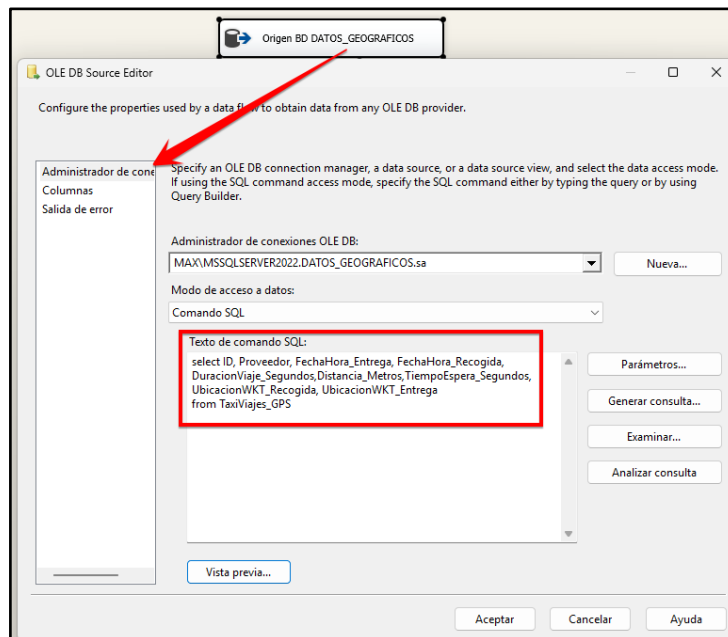 Origen BD DATOS_GEOGRAFICOS
OLE DB Source Editor
Configure the properties used by a data flow to obtain data from any OLE DB provider.
Administrador de cone
Columnas
Salida de error
Specify an OLE DB connection manager, a data source, or a data source view, and select the data access mode.
If using the SQL command access mode, specify the SQL command either by typing the query or by using
Query Builder.
Administrador de conexiones OLE DB:
MAX\MSSQLSERVER2022.DATOS_GEOGRAFICOS.sa
Nueva...
Modo de acceso a datos:
Comando SQL
Texto de comando SQL:
select ID, Proveedor, FechaHora_Entrega, FechaHora_Recogida,
DuracionViaje_Segundos,Distancia_Metros,TiempoEspera_Segundos,
UbicacionWKT_Recogida, UbicacionWKT_Entrega
from TaxiViajes_GPS
Parámetros...
Generar consulta...
Examinar...
Analizar consulta
Vista previa...
Aceptar
Cancelar
Ayuda